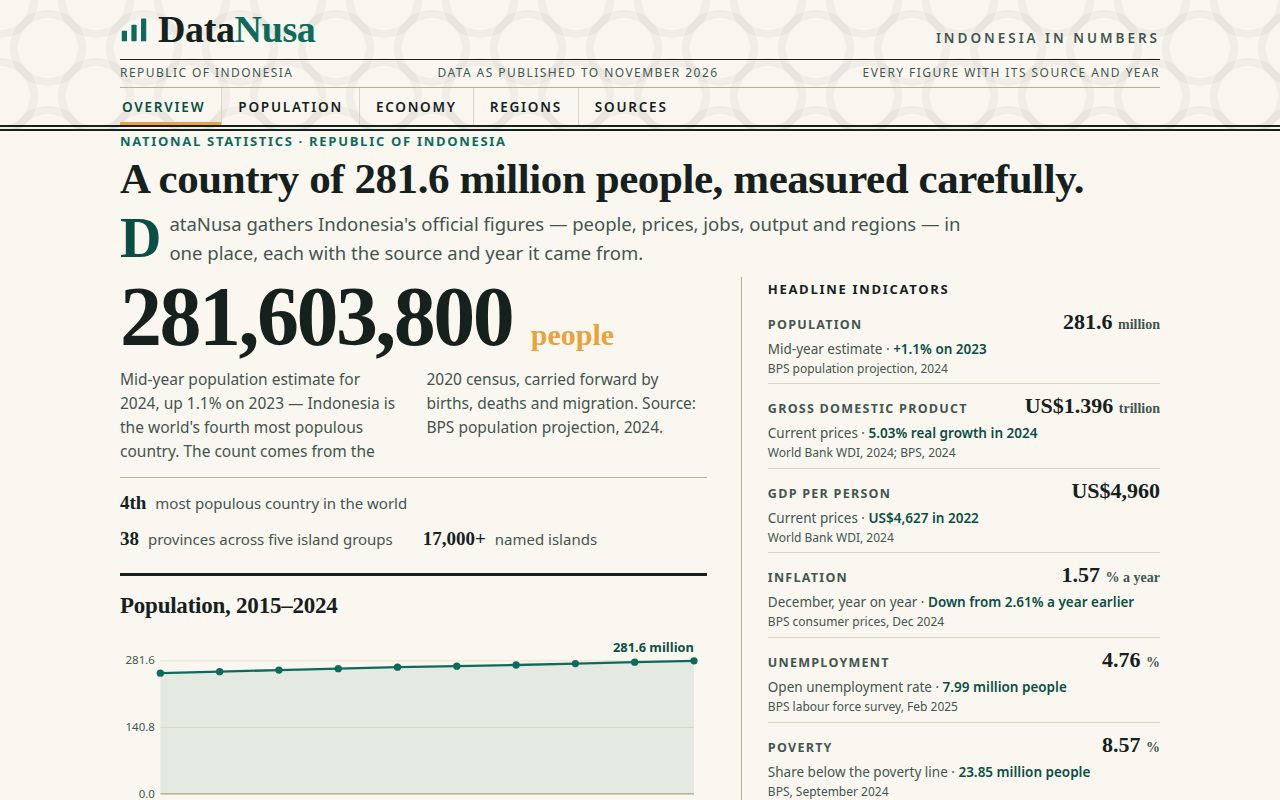 DataNusa
INDONESIA IN NUMBERS
REPUBLIC OF INDONESIA
DATA AS PUBLISHED TO NOVEMBER 2026
EVERY FIGURE WITH ITS SOURCE AND YEAR
OVERVIEW
POPULATION
ECONOMY
REGIONS
SOURCES
NATIONAL STATISTICS · REPUBLIC OF INDONESIA
A country of 281.6 million people, measured carefully.
DataNusa gathers Indonesia's official figures — people, prices, jobs, output and regions — in
one place, each with the source and year it came from.
281,603,800 people
Mid-year population estimate for
2024, up 1.1% on 2023 — Indonesia is
the world's fourth most populous
country. The count comes from the
2020 census, carried forward by
births, deaths and migration. Source:
BPS population projection, 2024.
4th most populous country in the world
38 provinces across five island groups
17,000+ named islands
Population, 2015–2024
281.6 million
281.6
140.8
0.0
HEADLINE INDICATORS
POPULATION
281.6 million
Mid-year estimate · +1.1% on 2023
BPS population projection, 2024
GROSS DOMESTIC PRODUCT
US$1.396 trillion
Current prices · 5.03% real growth in 2024
World Bank WDI, 2024; BPS, 2024
GDP PER PERSON
US$4,960
Current prices · US$4,627 in 2022
World Bank WDI, 2024
INFLATION
1.57 % a year
December, year on year · Down from 2.61% a year earlier
BPS consumer prices, Dec 2024
UNEMPLOYMENT
4.76 %
Open unemployment rate · 7.99 million people
BPS labour force survey, Feb 2025
POVERTY
8.57 %
Share below the poverty line · 23.85 million people
BPS, September 2024